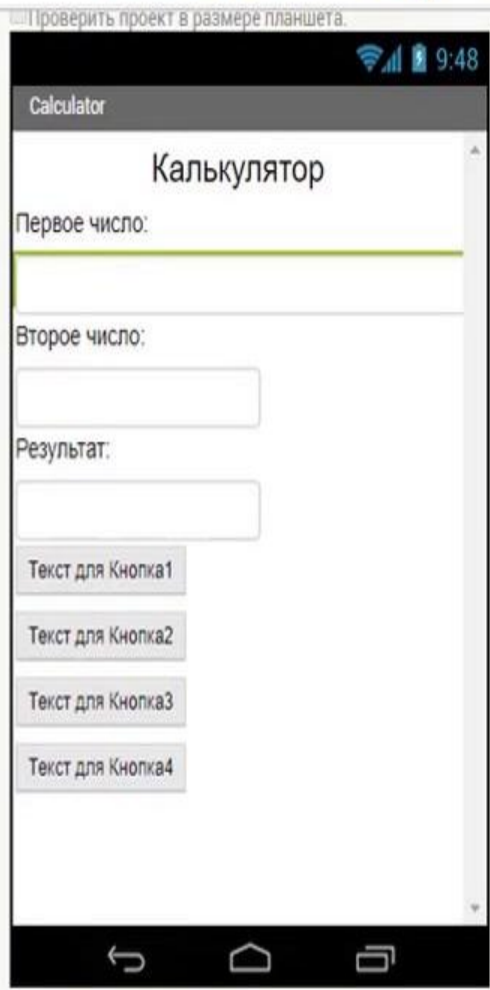 Проверить проект в размере планшета.
9:48
Calculator
Калькулятор
Первое число:
Второе число:
Результат:
Текст для Кнопка1
Текст для Кнопка2
Текст для Кнопка3
Текст для Кнопка4